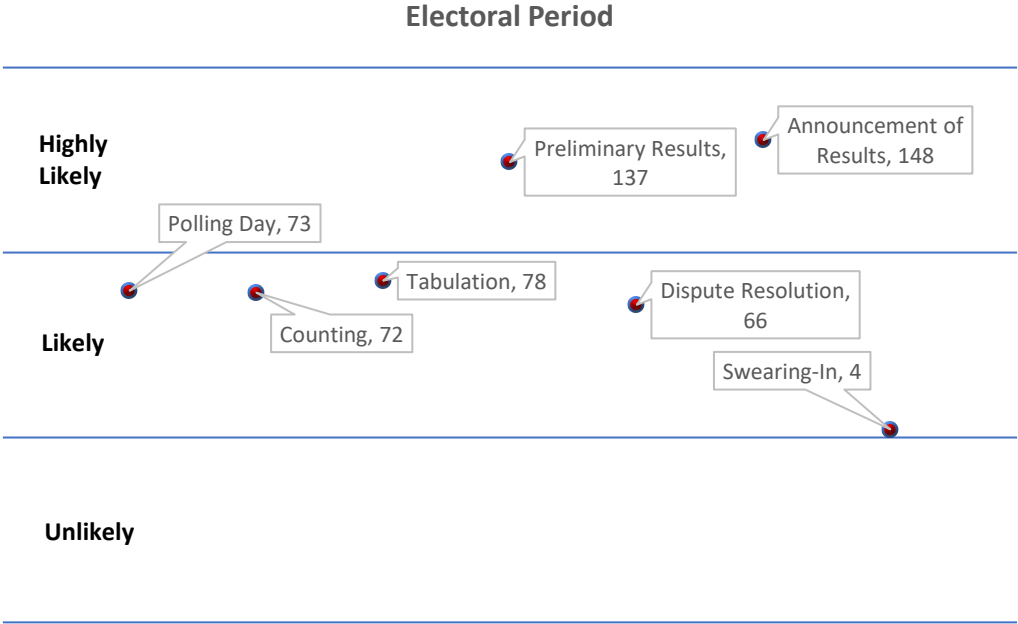 Electoral Period
Highly
Likely
Preliminary Results,
137
Announcement of
Results, 148
Polling Day, 73
Likely
Counting, 72
Tabulation, 78
Dispute Resolution,
66
Swearing-In, 4
Unlikely